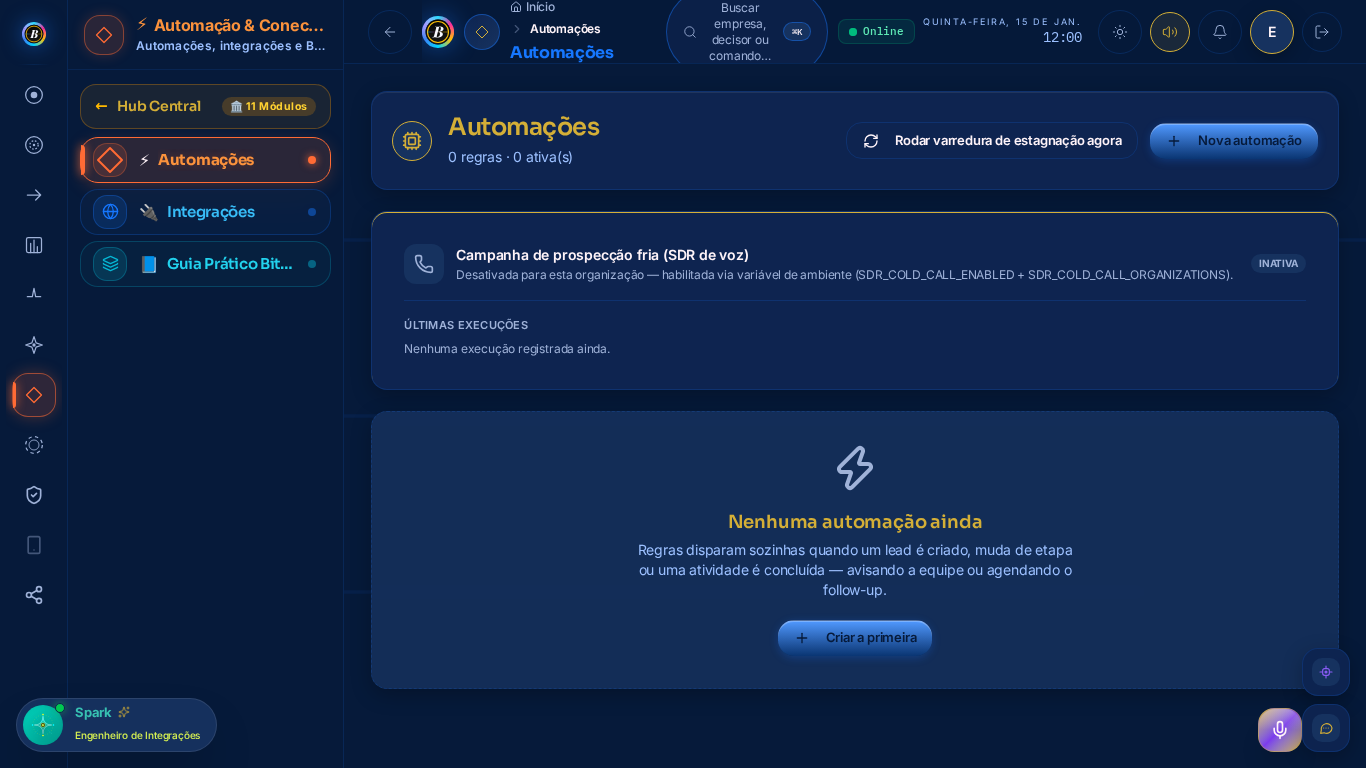 B
⚡ Automação & Conec...
Automações, integrações e B...
← Hub Central
🏛️ 11 Módulos
⚡ Automações
🔌 Integrações
📘 Guia Prático Bit...
B
Início
Automações
Automações
Buscar
empresa,
decisor ou
comando...
⌘K
Online
QUINTA-FEIRA, 15 DE JAN.
12:00
E
Automações
0 regras · 0 ativa(s)
Rodar varredura de estagnação agora
Nova automação
Campanha de prospecção fria (SDR de voz)
Desativada para esta organização — habilitada via variável de ambiente (SDR_COLD_CALL_ENABLED + SDR_COLD_CALL_ORGANIZATIONS).
INATIVA
ÚLTIMAS EXECUÇÕES
Nenhuma execução registrada ainda.
Nenhuma automação ainda
Regras disparam sozinhas quando um lead é criado, muda de etapa
ou uma atividade é concluída — avisando a equipe ou agendando o
follow-up.
Criar a primeira
Spark
Engenheiro de Integrações